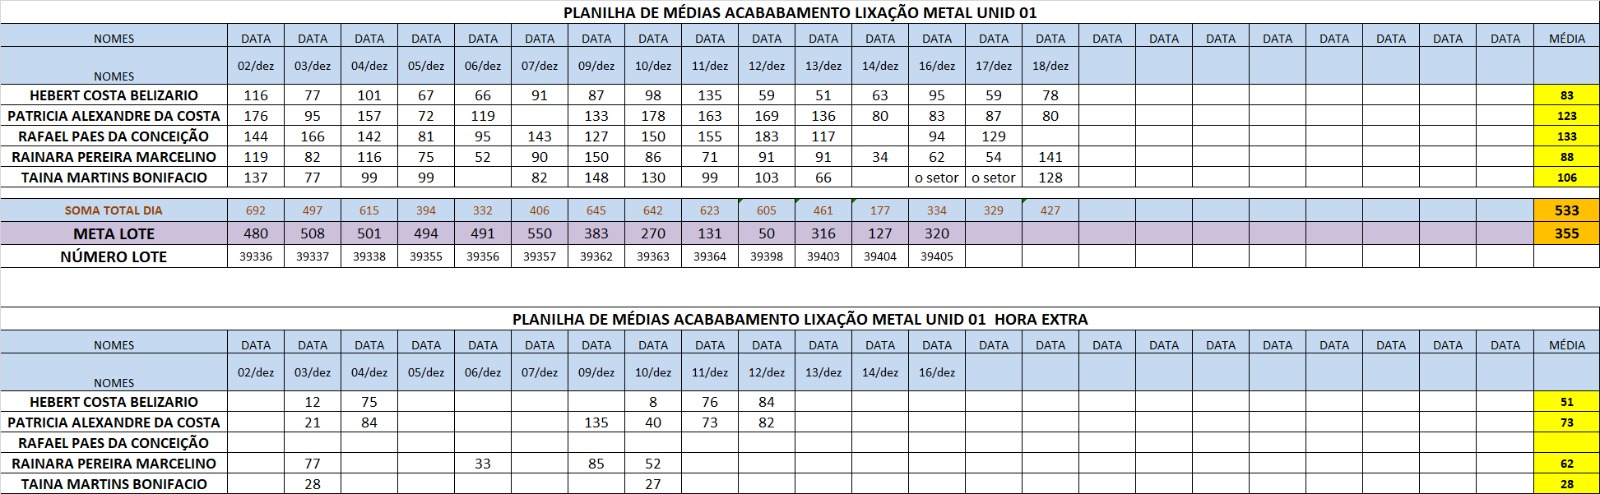 PLANILHA DE MÉDIAS ACABABAMENTO LIXAÇÃO METAL UNID 01
NOMES DATA DATA DATA DATA DATA DATA DATA DATA DATA DATA DATA DATA DATA DATA DATA DATA DATA DATA DATA DATA DATA DATA DATA MÉDIA
NOMES 02/dez 03/dez 04/dez 05/dez 06/dez 07/dez 09/dez 10/dez 11/dez 12/dez 13/dez 14/dez 16/dez 17/dez 18/dez
HEBERT COSTA BELIZARIO 116 77 101 67 66 91 87 98 135 59 51 63 95 59 78 83
PATRICIA ALEXANDRE DA COSTA 176 95 157 72 119 133 178 163 169 136 80 83 87 80 123
RAFAEL PAES DA CONCEIÇÃO 144 166 142 81 95 143 127 150 155 183 117 94 129 133
RAINARA PEREIRA MARCELINO 119 82 116 75 52 90 150 86 71 91 91 34 62 54 141 88
TAINA MARTINS BONIFACIO 137 77 99 99 82 148 130 99 103 66 o setor o setor 128 106
SOMA TOTAL DIA 692 497 615 394 332 406 645 642 623 605 461 177 334 329 427 533
META LOTE 480 508 501 494 491 550 383 270 131 50 316 127 320 355
NÚMERO LOTE 39336 39337 39338 39355 39356 39357 39362 39363 39364 39398 39403 39404 39405
PLANILHA DE MÉDIAS ACABABAMENTO LIXAÇÃO METAL UNID 01 HORA EXTRA
NOMES DATA DATA DATA DATA DATA DATA DATA DATA DATA DATA DATA DATA DATA DATA DATA DATA DATA DATA DATA DATA DATA DATA DATA MÉDIA
NOMES 02/dez 03/dez 04/dez 05/dez 06/dez 07/dez 09/dez 10/dez 11/dez 12/dez 13/dez 14/dez 16/dez
HEBERT COSTA BELIZARIO 12 75 8 76 84 51
PATRICIA ALEXANDRE DA COSTA 21 84 135 40 73 82 73
RAFAEL PAES DA CONCEIÇÃO
RAINARA PEREIRA MARCELINO 77 33 85 52 62
TAINA MARTINS BONIFACIO 28 27 28